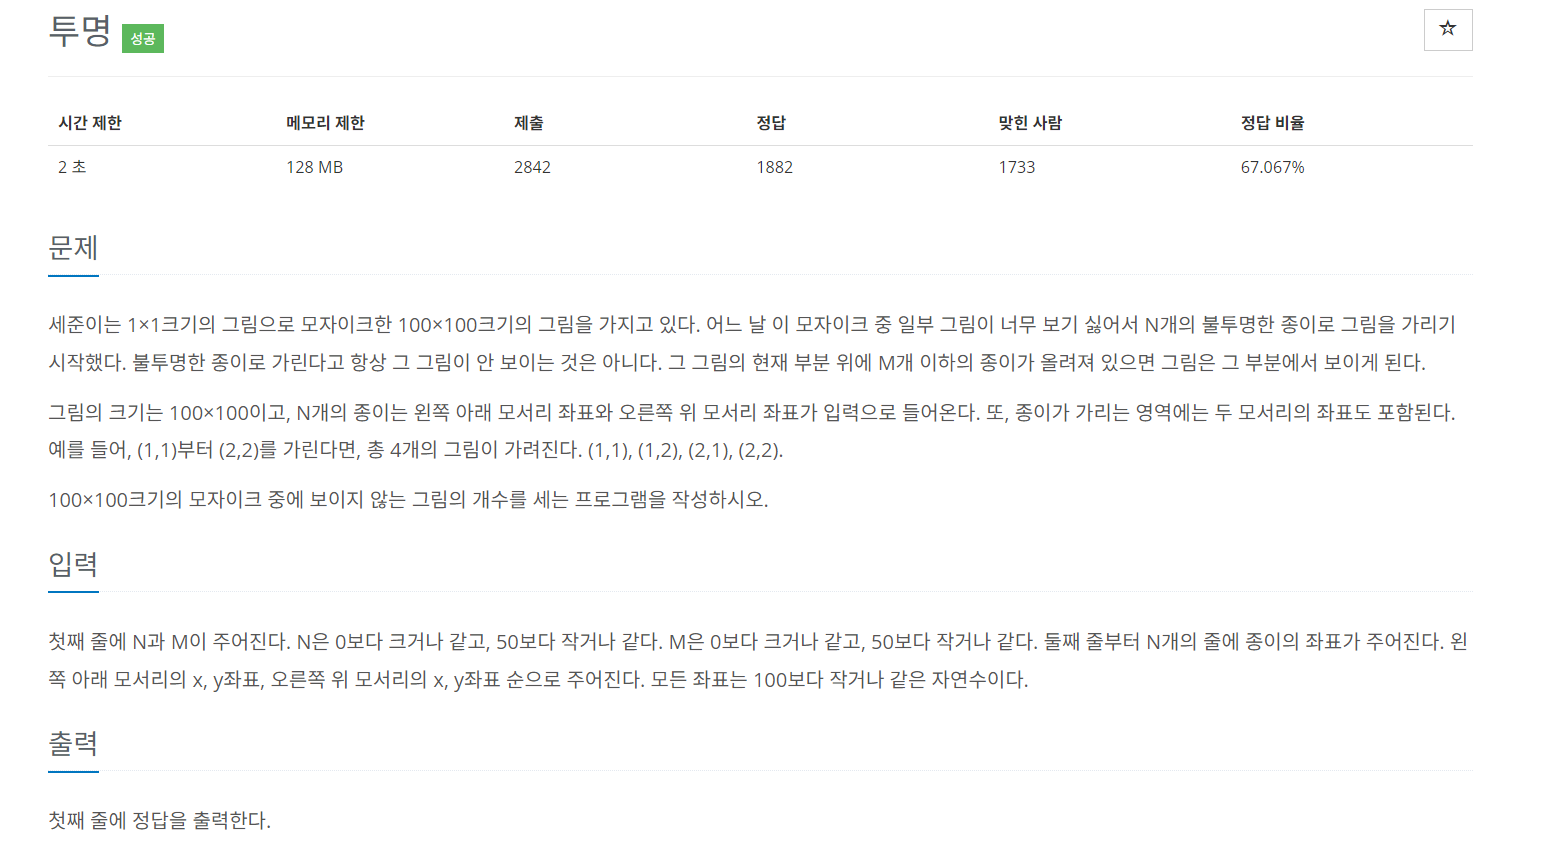 투명 성공
☆
시간 제한 메모리 제한 제출 정답 맞힌 사람 정답 비율
2 초 128 MB 2842 1882 1733 67.067%
문제
세준이는 1×1크기의 그림으로 모자이크한 100×100크기의 그림을 가지고 있다. 어느 날 이 모자이크 중 일부 그림이 너무 보기 싫어서 N개의 불투명한 종이로 그림을 가리기
시작했다. 불투명한 종이로 가린다고 항상 그 그림이 안 보이는 것은 아니다. 그 그림의 현재 부분 위에 M개 이하의 종이가 올려져 있으면 그림은 그 부분에서 보이게 된다.
그림의 크기는 100×100이고, N개의 종이는 왼쪽 아래 모서리 좌표와 오른쪽 위 모서리 좌표가 입력으로 들어온다. 또, 종이가 가리는 영역에는 두 모서리의 좌표도 포함된다.
예를 들어, (1,1)부터 (2,2)를 가린다면, 총 4개의 그림이 가려진다. (1,1), (1,2), (2,1), (2,2).
100×100크기의 모자이크 중에 보이지 않는 그림의 개수를 세는 프로그램을 작성하시오.
입력
첫째 줄에 N과 M이 주어진다. N은 0보다 크거나 같고, 50보다 작거나 같다. M은 0보다 크거나 같고, 50보다 작거나 같다. 둘째 줄부터 N개의 줄에 종이의 좌표가 주어진다. 왼
쪽 아래 모서리의 x, y좌표, 오른쪽 위 모서리의 x, y좌표 순으로 주어진다. 모든 좌표는 100보다 작거나 같은 자연수이다.
출력
첫째 줄에 정답을 출력한다.